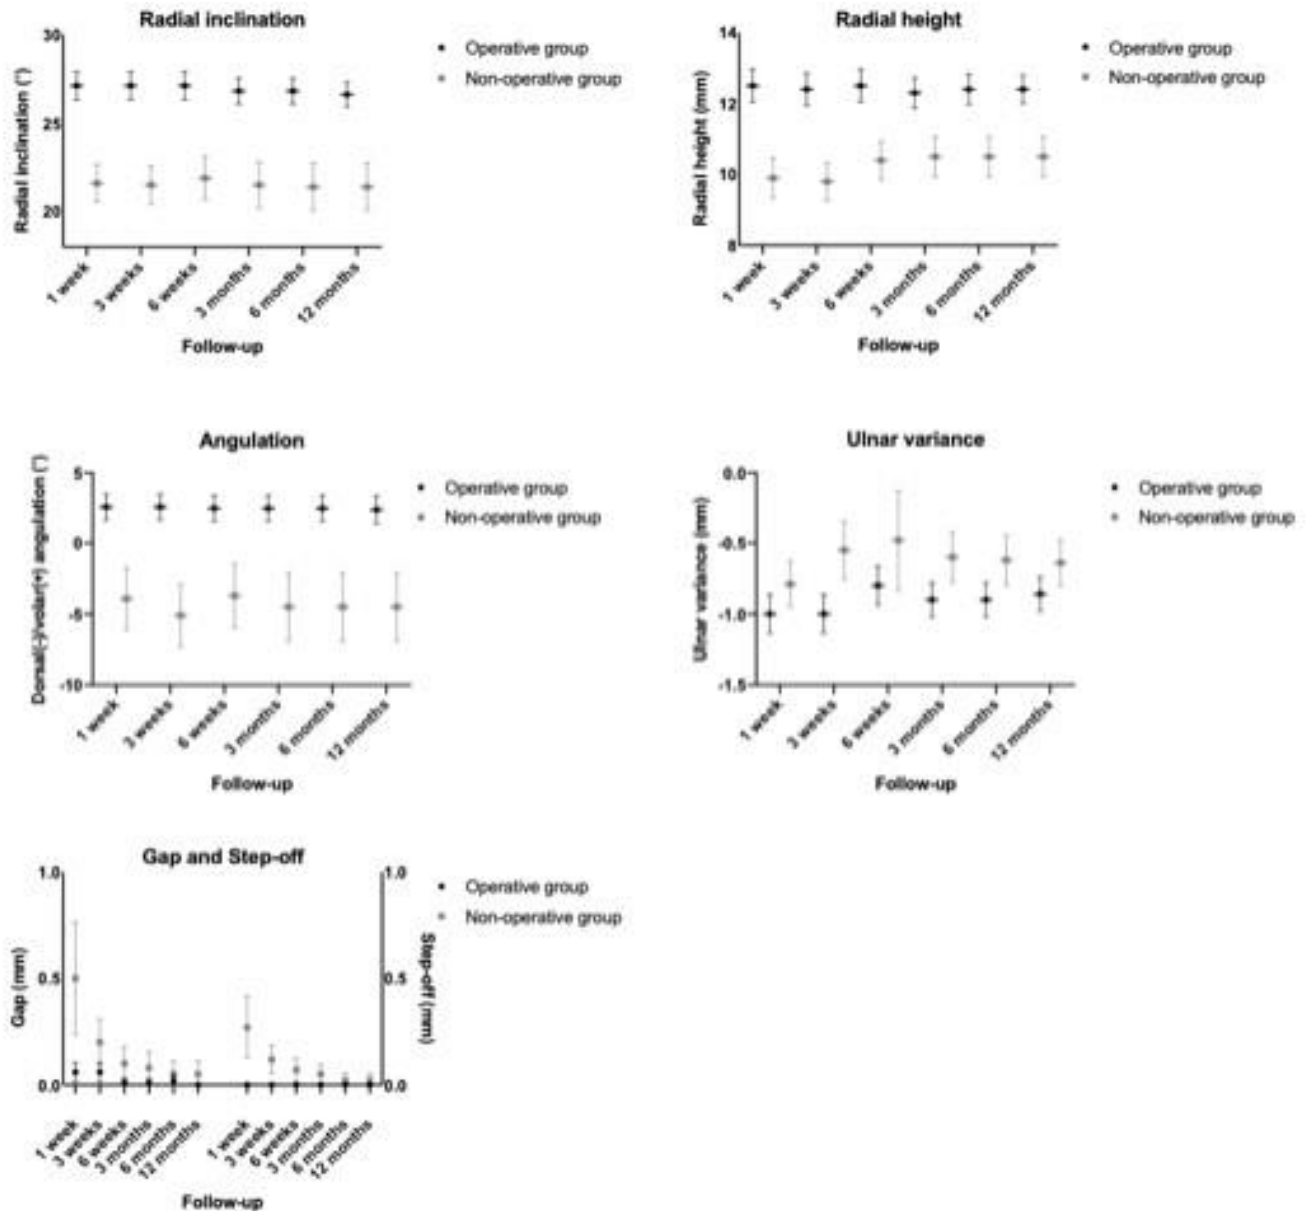 Radial inclination
Radial inclination (°)
30
25
20
1 week
3 weeks
6 weeks
3 months
6 months
12 months
Follow-up
Operative group
Non-operative group
Radial height
Radial height (mm)
14
12
10
8
1 week
3 weeks
6 weeks
3 months
6 months
12 months
Follow-up
Operative group
Non-operative group
Angulation
Dorsal(-)/volar(+) angulation (°)
5
0
-5
-10
1 week
3 weeks
6 weeks
3 months
6 months
12 months
Follow-up
Operative group
Non-operative group
Ulnar variance
Ulnar variance (mm)
0.0
-0.5
-1.0
-1.5
1 week
3 weeks
6 weeks
3 months
6 months
12 months
Follow-up
Operative group
Non-operative group
Gap and Step-off
Gap (mm)
1.0
0.5
0.0
1 week
3 weeks
6 weeks
3 months
6 months
12 months
1 week
3 weeks
6 weeks
3 months
6 months
12 months
Follow-up
1.0
0.5
0.0
Step-off (mm)
Operative group
Non-operative group